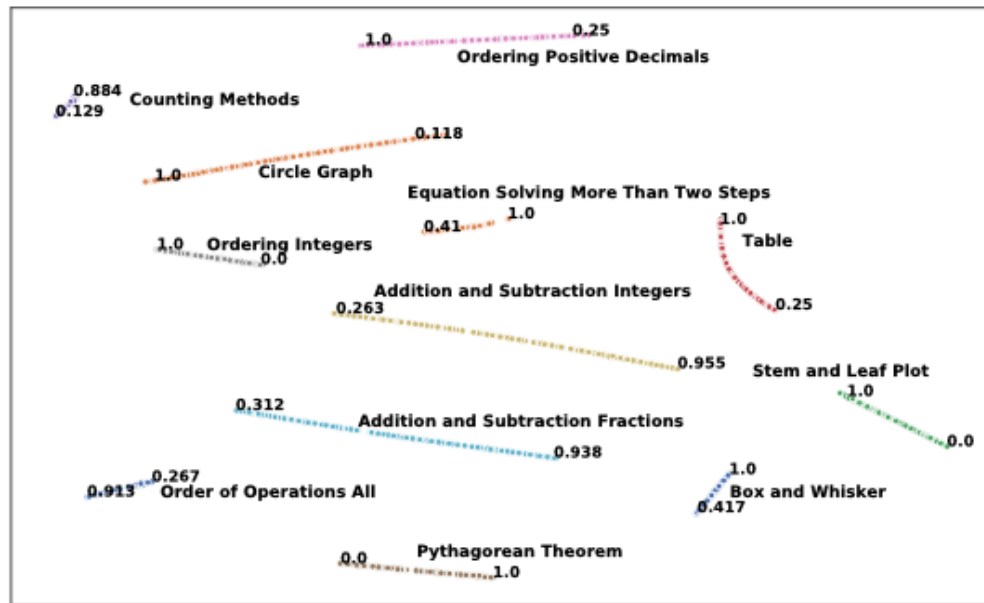 1.0 0.25
Ordering Positive Decimals
0.884
Counting Methods
0.129
0.118
1.0
Circle Graph
Equation Solving More Than Two Steps
0.41 1.0
1.0
Table
1.0 Ordering Integers
0.0
Addition and Subtraction Integers
0.263
0.25
0.955
Stem and Leaf Plot
1.0
0.312
Addition and Subtraction Fractions
0.938
0.0
0.267
0.913 Order of Operations All
1.0
Box and Whisker
0.417
0.0 Pythagorean Theorem
1.0